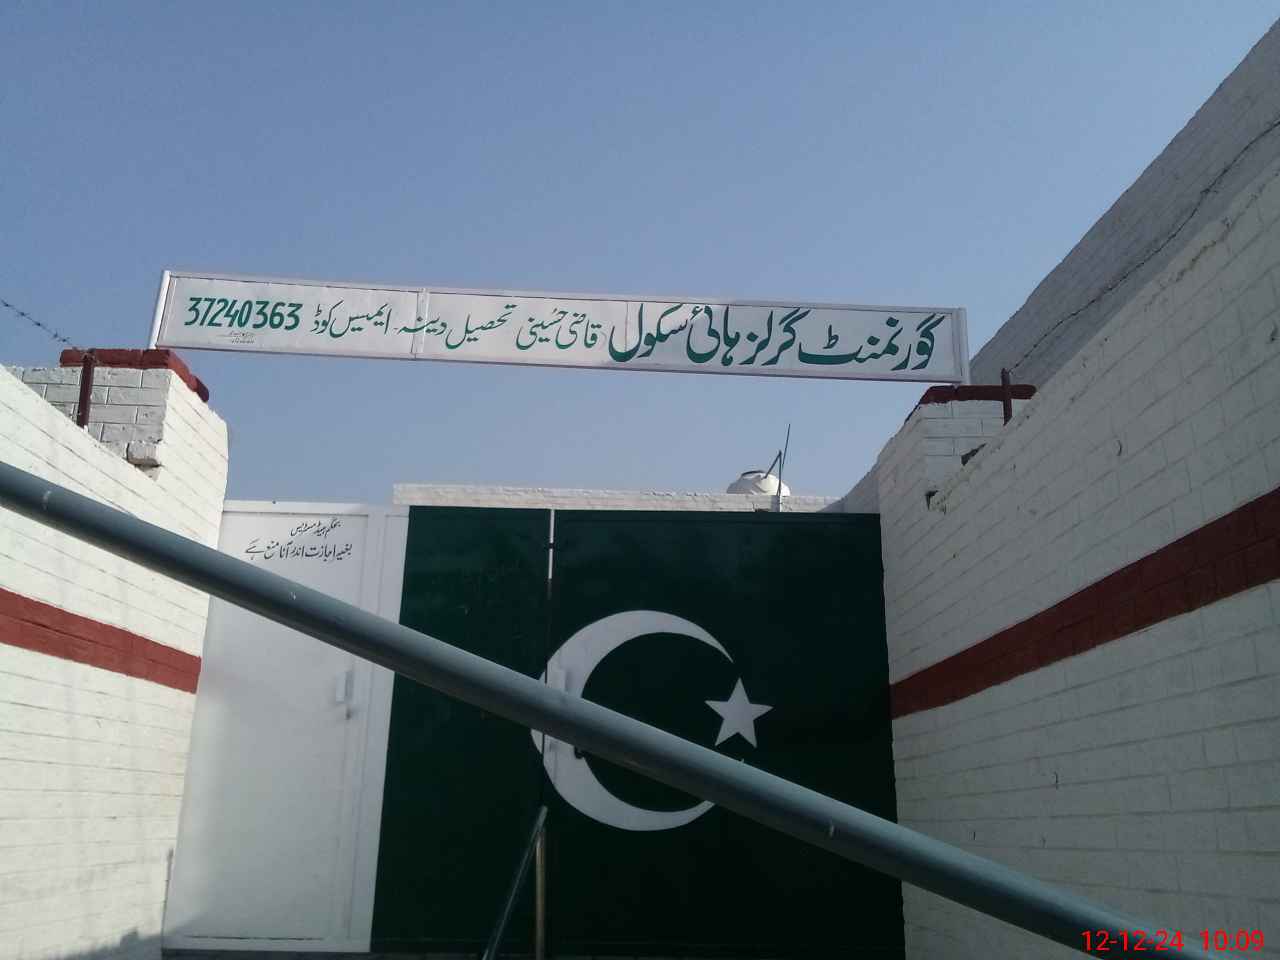 گورنمنٹ گرلز ہائی سکول قاضی حسینی تحصیل دینہ ایمیس کوڈ 37240363
بحکم ہیڈ مسٹریس
بغیر اجازت اندر آنا منع ہے
12-12-24 10:09